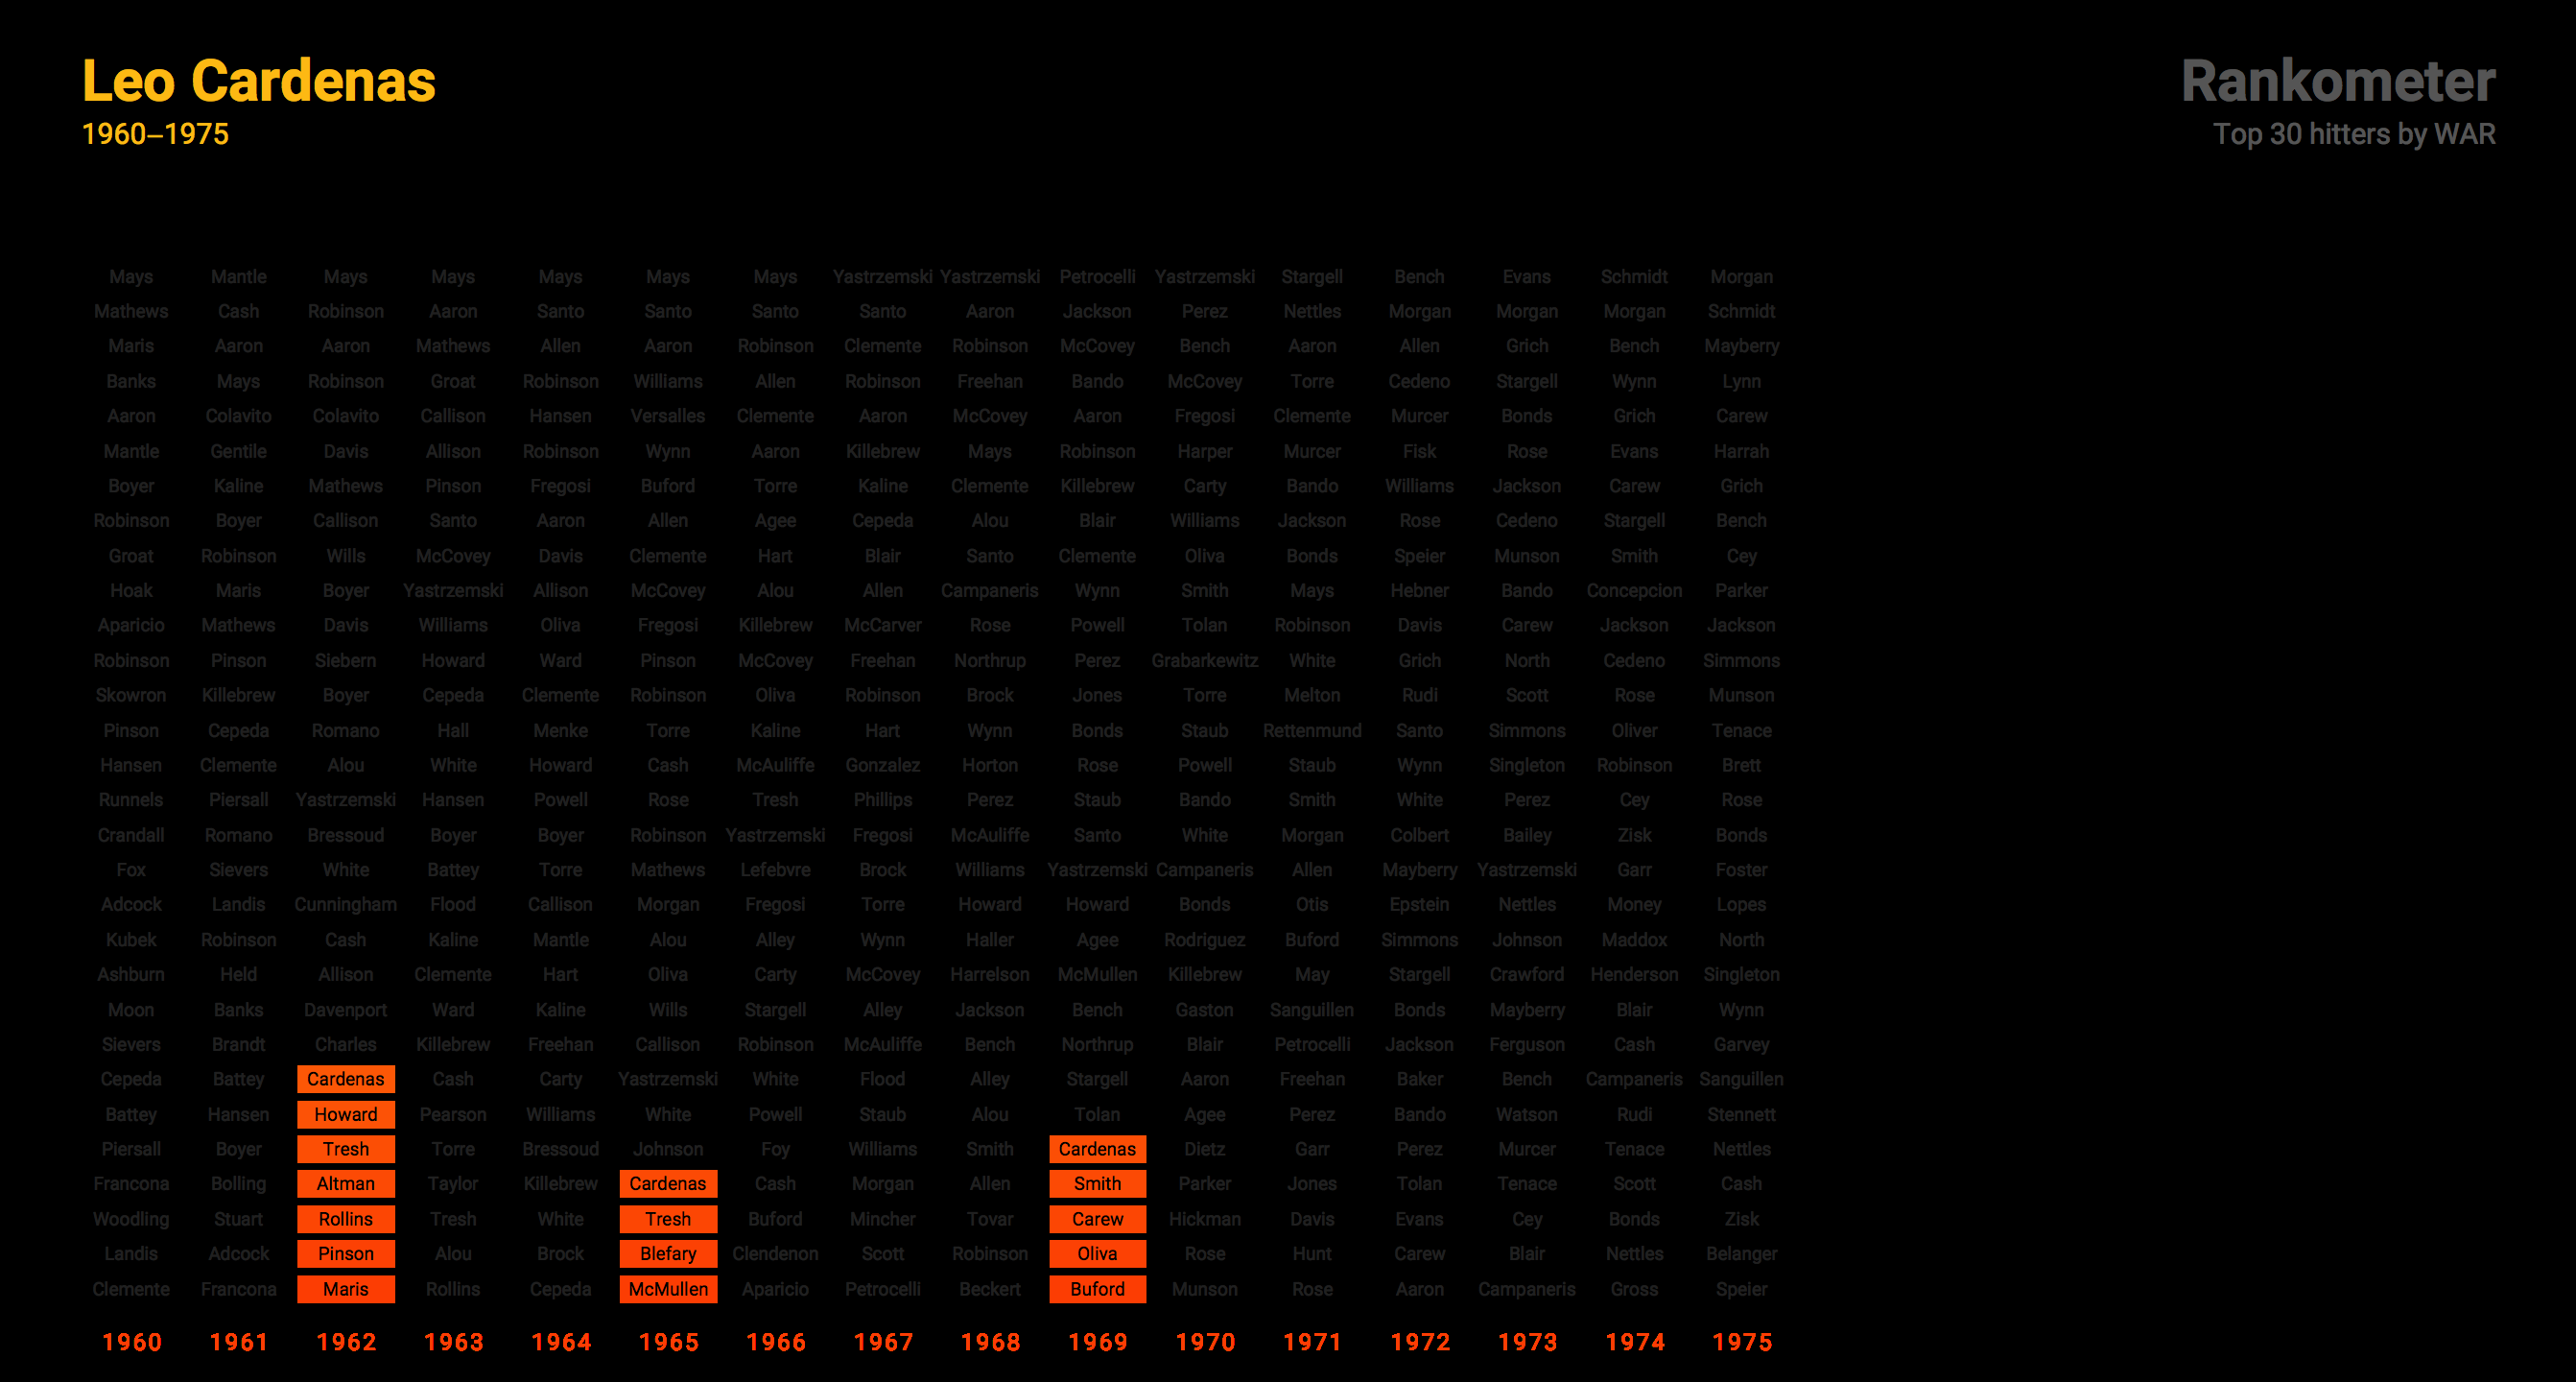 Leo Cardenas
1960–1975
Rankometer
Top 30 hitters by WAR
Mays Mantle Mays Mays Mays Mays Mays Yastrzemski Yastrzemski Petrocelli Yastrzemski Stargell Bench Evans Schmidt Morgan
Mathews Cash Robinson Aaron Santo Santo Santo Santo Aaron Jackson Perez Nettles Morgan Morgan Morgan Schmidt
Maris Aaron Aaron Mathews Allen Aaron Robinson Clemente Robinson McCovey Bench Aaron Allen Grich Bench Mayberry
Banks Mays Robinson Groat Robinson Williams Allen Robinson Freehan Bando McCovey Torre Cedeno Stargell Wynn Lynn
Aaron Colavito Colavito Callison Hansen Versalles Clemente Aaron McCovey Aaron Fregosi Clemente Murcer Bonds Grich Carew
Mantle Gentile Davis Allison Robinson Wynn Aaron Killebrew Mays Robinson Harper Murcer Fisk Rose Evans Harrah
Boyer Kaline Mathews Pinson Fregosi Buford Torre Kaline Clemente Killebrew Carty Bando Williams Jackson Carew Grich
Robinson Boyer Callison Santo Aaron Allen Agee Cepeda Alou Blair Williams Jackson Rose Cedeno Stargell Bench
Groat Robinson Wills McCovey Davis Clemente Hart Blair Santo Clemente Oliva Bonds Speier Munson Smith Cey
Hoak Maris Boyer Yastrzemski Allison McCovey Alou Allen Campaneris Wynn Smith Mays Hebner Bando Concepcion Parker
Aparicio Mathews Davis Williams Oliva Fregosi Killebrew McCarver Rose Powell Tolan Robinson Davis Carew Jackson Jackson
Robinson Pinson Siebern Howard Ward Pinson McCovey Freehan Northrup Perez Grabarkewitz White Grich North Cedeno Simmons
Skowron Killebrew Boyer Cepeda Clemente Robinson Oliva Robinson Brock Jones Torre Melton Rudi Scott Rose Munson
Pinson Cepeda Romano Hall Menke Torre Kaline Hart Wynn Bonds Staub Rettenmund Santo Simmons Oliver Tenace
Hansen Clemente Alou White Howard Cash McAuliffe Gonzalez Horton Rose Powell Staub Wynn Singleton Robinson Brett
Runnels Piersall Yastrzemski Hansen Powell Rose Tresh Phillips Perez Staub Bando Smith White Perez Cey Rose
Crandall Romano Bressoud Boyer Boyer Robinson Yastrzemski Fregosi McAuliffe Santo White Morgan Colbert Bailey Zisk Bonds
Fox Sievers White Battey Torre Mathews Lefebvre Brock Williams Yastrzemski Campaneris Allen Mayberry Yastrzemski Garr Foster
Adcock Landis Cunningham Flood Callison Morgan Fregosi Torre Howard Howard Bonds Otis Epstein Nettles Money Lopes
Kubek Robinson Cash Kaline Mantle Alou Alley Wynn Haller Agee Rodriguez Buford Simmons Johnson Maddox North
Ashburn Held Allison Clemente Hart Oliva Carty McCovey Harrelson McMullen Killebrew May Stargell Crawford Henderson Singleton
Moon Banks Davenport Ward Kaline Wills Stargell Alley Jackson Bench Gaston Sanguillen Bonds Mayberry Blair Wynn
Sievers Brandt Charles Killebrew Freehan Callison Robinson McAuliffe Bench Northrup Blair Petrocelli Jackson Ferguson Cash Garvey
Cepeda Battey Cardenas Cash Carty Yastrzemski White Flood Alley Stargell Aaron Freehan Baker Bench Campaneris Sanguillen
Battey Hansen Howard Pearson Williams White Powell Staub Alou Tolan Agee Perez Bando Watson Rudi Stennett
Piersall Boyer Tresh Torre Bressoud Johnson Foy Williams Smith Cardenas Dietz Garr Perez Murcer Tenace Nettles
Francona Bolling Altman Taylor Killebrew Cardenas Cash Morgan Allen Smith Parker Jones Tolan Tenace Scott Cash
Woodling Stuart Rollins Tresh White Tresh Buford Mincher Tovar Carew Hickman Davis Evans Cey Bonds Zisk
Landis Adcock Pinson Alou Brock Blefary Clendenon Scott Robinson Oliva Rose Hunt Carew Blair Nettles Belanger
Clemente Francona Maris Rollins Cepeda McMullen Aparicio Petrocelli Beckert Buford Munson Rose Aaron Campaneris Gross Speier
1960 1961 1962 1963 1964 1965 1966 1967 1968 1969 1970 1971 1972 1973 1974 1975